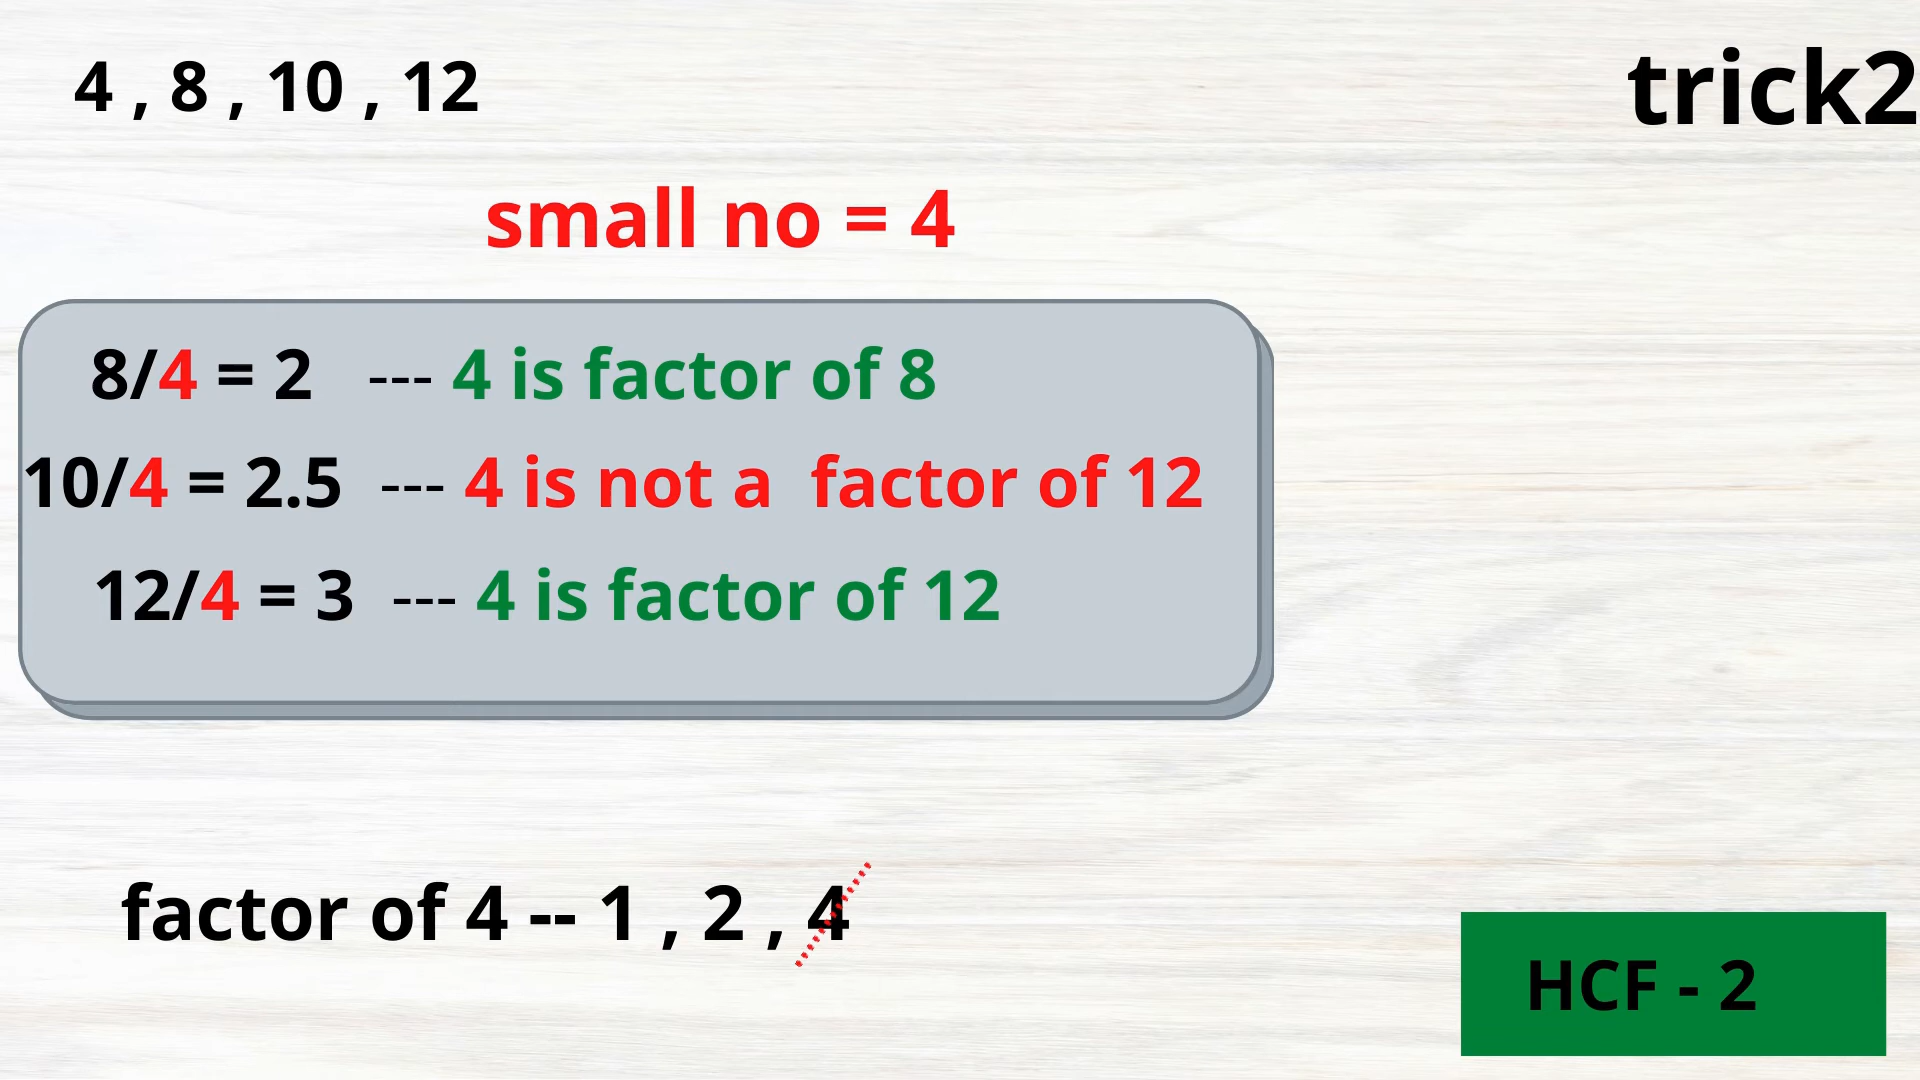 4 , 8 , 10 , 12
trick2
small no = 4
8/4 = 2 --- 4 is factor of 8
10/4 = 2.5 --- 4 is not a factor of 12
12/4 = 3 --- 4 is factor of 12
factor of 4 -- 1 , 2 , 4
HCF - 2